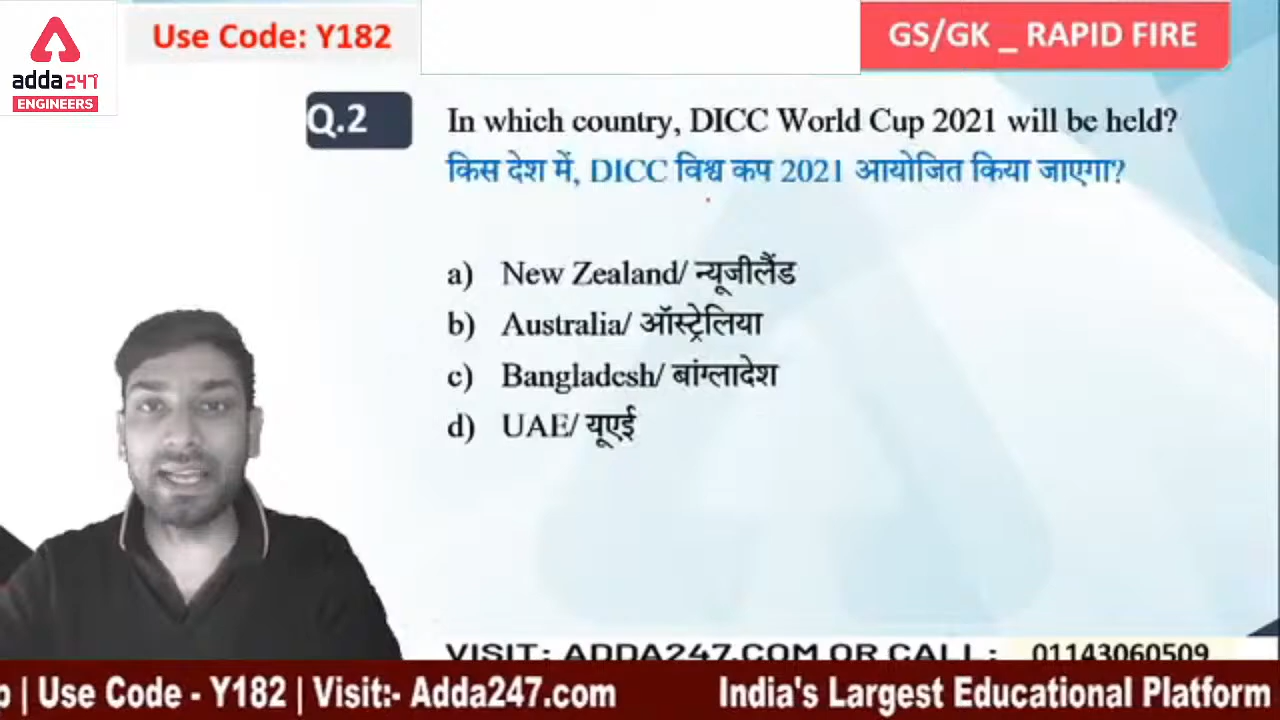 adda247
ENGINEERS
Use Code: Y182
GS/GK _ RAPID FIRE
Q.2
In which country, DICC World Cup 2021 will be held?
किस देश में, DICC विश्व कप 2021 आयोजित किया जाएगा?
a) New Zealand/ न्यूजीलैंड
b) Australia/ ऑस्ट्रेलिया
c) Bangladesh/ बांग्लादेश
d) UAE/ यूएई
VISIT: ADDA247.COM OR CALL: 01143060509
| Use Code - Y182 | Visit:- Adda247.com India's Largest Educational Platform